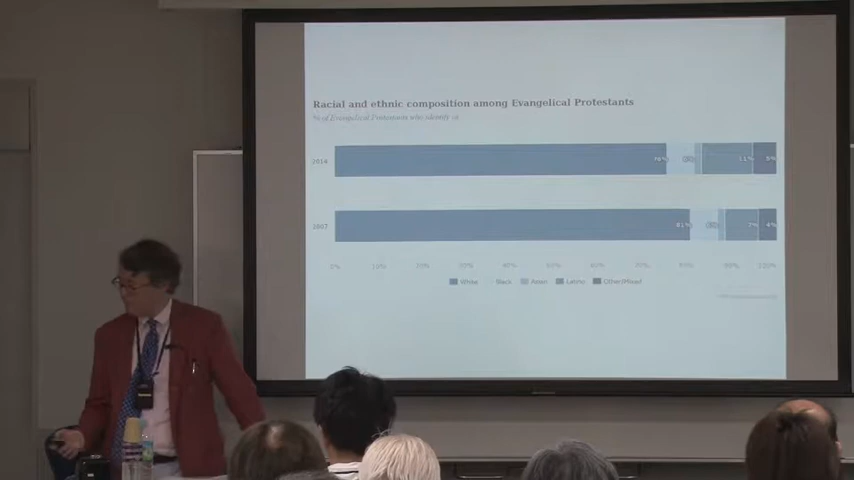 Racial and ethnic composition among Evangelical Protestants
% of Evangelical Protestants who identify as
2014 76% 11% 5%
2007 81% 7% 4%
0% 10% 20% 30% 40% 50% 60% 70% 80% 90% 100%
White Black Asian Latino Other/Mixed